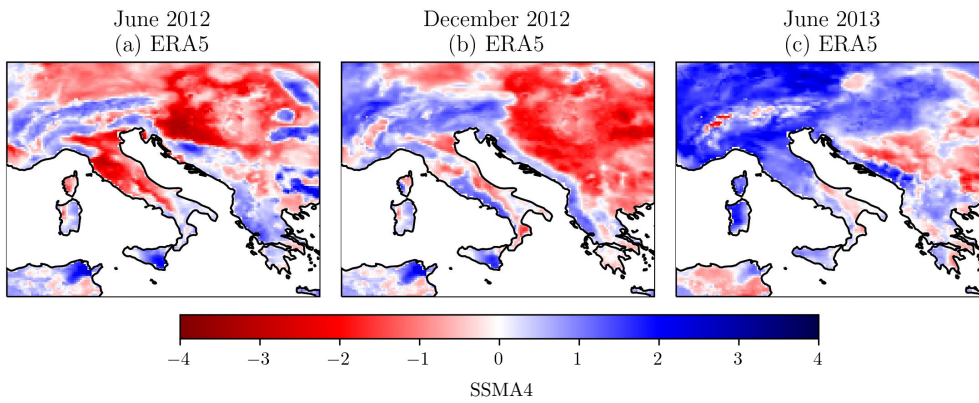 June 2012
(a) ERA5
December 2012
(b) ERA5
June 2013
(c) ERA5
−4 −3 −2 −1 0 1 2 3 4
SSMA4